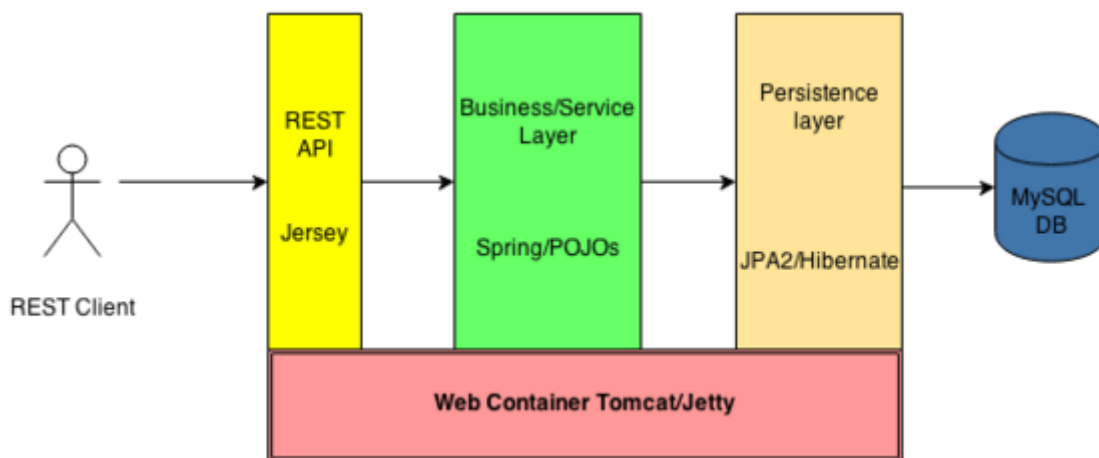 REST Client
REST
API
Jersey
Business/Service
Layer
Spring/POJOs
Persistence
layer
JPA2/Hibernate
MySQL
DB
Web Container Tomcat/Jetty